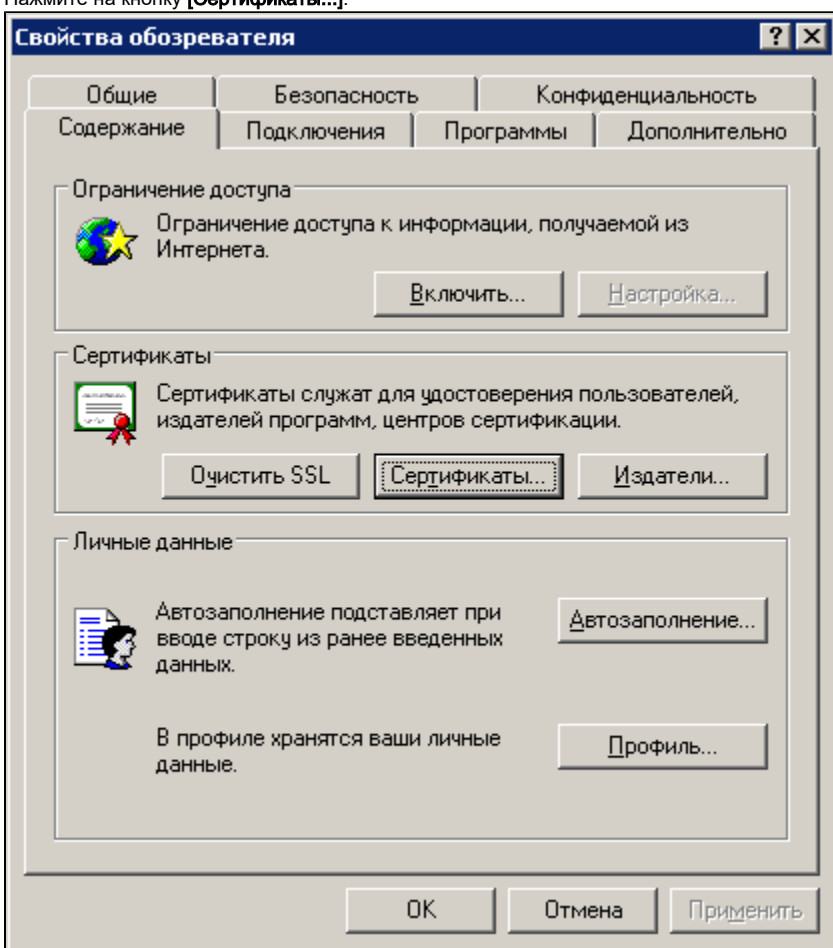 Нажмите на кнопку [Сертификаты...].
Свойства обозревателя
Общие
Безопасность
Конфиденциальность
Содержание
Подключения
Программы
Дополнительно
Ограничение доступа
Ограничение доступа к информации, получаемой из
Интернета.
Включить...
Настройка...
Сертификаты
Сертификаты служат для удостоверения пользователей,
издателей программ, центров сертификации.
Очистить SSL
Сертификаты...
Издатели...
Личные данные
Автозаполнение подставляет при
вводе строку из ранее введенных
данных.
Автозаполнение...
В профиле хранятся ваши личные
данные.
Профиль...
OK
Отмена
Применить